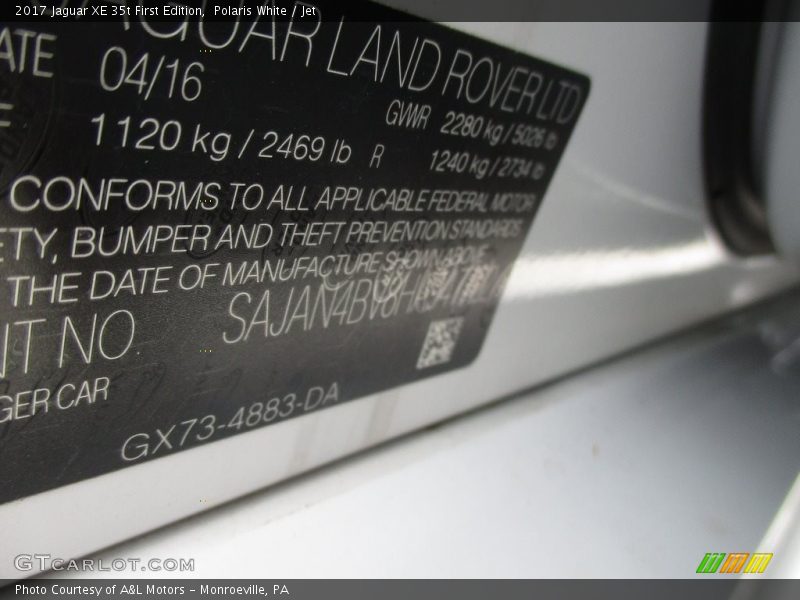 2017 Jaguar XE 35t First Edition,  Polaris White / Jet
JAGUAR LAND ROVER LTD
ATE 04/16
GVWR 2280 kg / 5026 lb
1120 kg / 2469 lb R 1240 kg / 2734 lb
CONFORMS TO ALL APPLICABLE FEDERAL MOTOR
ETY, BUMPER AND THEFT PREVENTION STANDARDS
THE DATE OF MANUFACTURE SHOWN ABOVE
NT NO
GER CAR
GX73-4883-DA
GTCARLOT.COM
Photo Courtesy of A&L Motors - Monroeville, PA